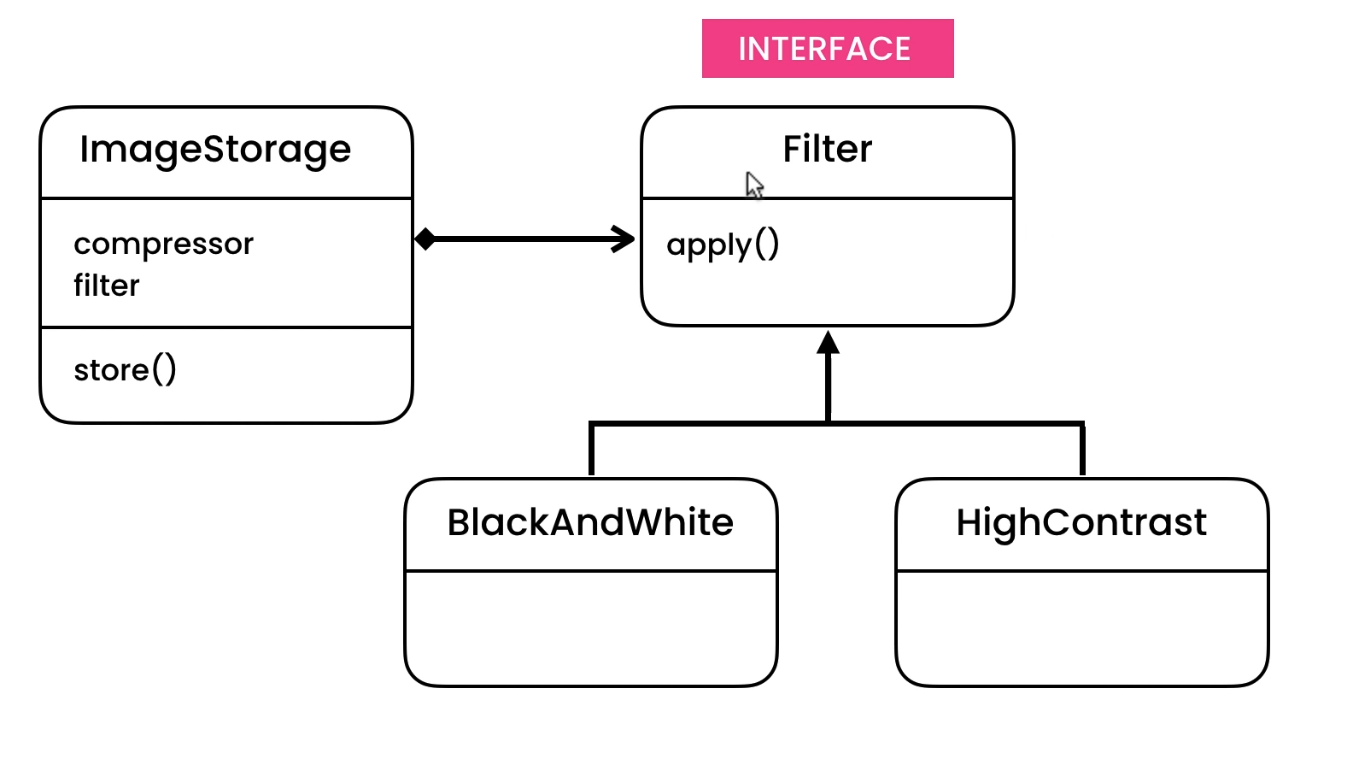 INTERFACE
ImageStorage
compressor
filter
store()
Filter
apply()
BlackAndWhite
HighContrast